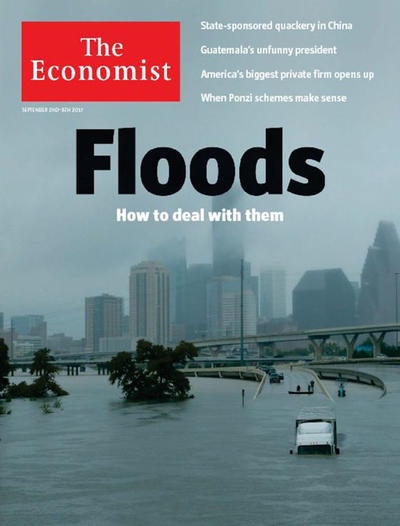 The
Economist
SEPTEMBER 2ND–8TH 2017
State-sponsored quackery in China
Guatemala's unfunny president
America's biggest private firm opens up
When Ponzi schemes make sense
Floods
How to deal with them